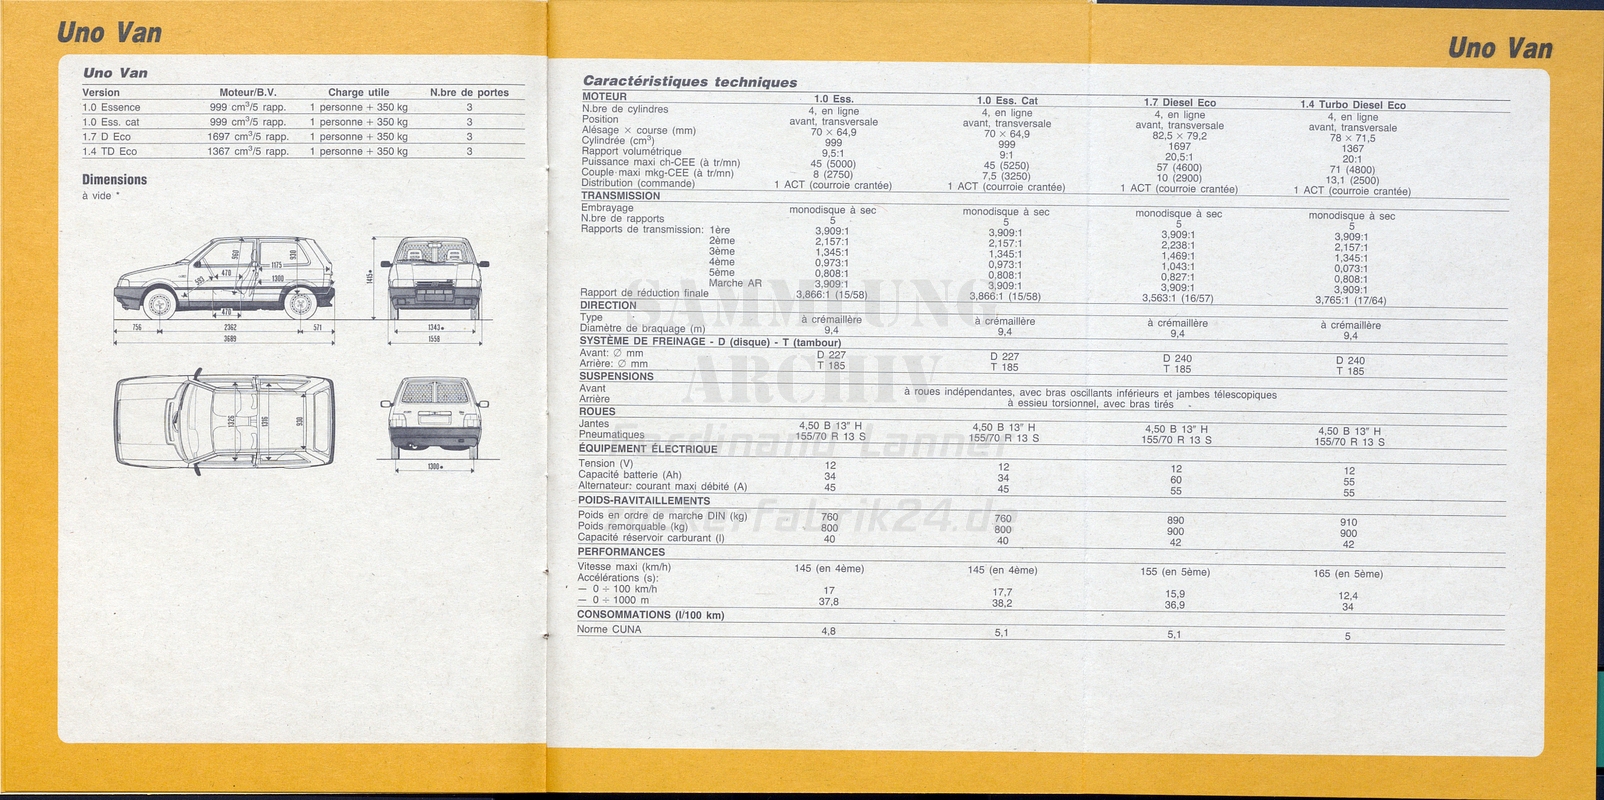 Uno Van
Uno Van
Version Moteur/B.V. Charge utile N.bre de portes
1.0 Essence 999 cm³/5 rapp. 1 personne + 350 kg 3
1.0 Ess. cat 999 cm³/5 rapp. 1 personne + 350 kg 3
1.7 D Eco 1697 cm³/5 rapp. 1 personne + 350 kg 3
1.4 TD Eco 1367 cm³/5 rapp. 1 personne + 350 kg 3
Dimensions
à vide *
960
930
1175
470
503
1300
470
756 2362 571
3689
1415*
1343*
1558
1326
1316
930
1300*
Uno Van
Caractéristiques techniques
MOTEUR 1.0 Ess. 1.0 Ess. Cat 1.7 Diesel Eco 1.4 Turbo Diesel Eco
N.bre de cylindres 4, en ligne 4, en ligne 4, en ligne 4, en ligne
Position avant, transversale avant, transversale avant, transversale avant, transversale
Alésage × course (mm) 70 × 64,9 70 × 64,9 82,5 × 79,2 78 × 71,5
Cylindrée (cm³) 999 999 1697 1367
Rapport volumétrique 9,5:1 9:1 20,5:1 20:1
Puissance maxi ch-CEE (à tr/mn) 45 (5000) 45 (5250) 57 (4600) 71 (4800)
Couple maxi mkg-CEE (à tr/mn) 8 (2750) 7,5 (3250) 10 (2900) 13,1 (2500)
Distribution (commande) 1 ACT (courroie crantée) 1 ACT (courroie crantée) 1 ACT (courroie crantée) 1 ACT (courroie crantée)
TRANSMISSION
Embrayage monodisque à sec monodisque à sec monodisque à sec monodisque à sec
N.bre de rapports 5 5 5 5
Rapports de transmission: 1ère 3,909:1 3,909:1 3,909:1 3,909:1
2ème 2,157:1 2,157:1 2,238:1 2,157:1
3ème 1,345:1 1,345:1 1,469:1 1,345:1
4ème 0,973:1 0,973:1 1,043:1 0,073:1
5ème 0,808:1 0,808:1 0,827:1 0,808:1
Marche AR 3,909:1 3,909:1 3,909:1 3,909:1
Rapport de réduction finale 3,866:1 (15/58) 3,866:1 (15/58) 3,563:1 (16/57) 3,765:1 (17/64)
DIRECTION
Type à crémaillère à crémaillère à crémaillère à crémaillère
Diamètre de braquage (m) 9,4 9,4 9,4 9,4
SYSTÈME DE FREINAGE - D (disque) - T (tambour)
Avant: ∅ mm D 227 D 227 D 240 D 240
Arrière: ∅ mm T 185 T 185 T 185 T 185
SUSPENSIONS
Avant à roues indépendantes, avec bras oscillants inférieurs et jambes télescopiques
Arrière à essieu torsionnel, avec bras tirés
ROUES
Jantes 4,50 B 13" H 4,50 B 13" H 4,50 B 13" H 4,50 B 13" H
Pneumatiques 155/70 R 13 S 155/70 R 13 S 155/70 R 13 S 155/70 R 13 S
ÉQUIPEMENT ÉLECTRIQUE
Tension (V) 12 12 12 12
Capacité batterie (Ah) 34 34 60 55
Alternateur: courant maxi débité (A) 45 45 55 55
POIDS-RAVITAILLEMENTS
Poids en ordre de marche DIN (kg) 760 760 890 910
Poids remorquable (kg) 800 800 900 900
Capacité réservoir carburant (l) 40 40 42 42
PERFORMANCES
Vitesse maxi (km/h) 145 (en 4ème) 145 (en 4ème) 155 (en 5ème) 165 (en 5ème)
Accélérations (s):
— 0 ÷ 100 km/h 17 17,7 15,9 12,4
— 0 ÷ 1000 m 37,8 38,2 36,9 34
CONSOMMATIONS (l/100 km)
Norme CUNA 4,8 5,1 5,1 5
SAMMLUNG
ARCHIV
Ferdinand Lanner